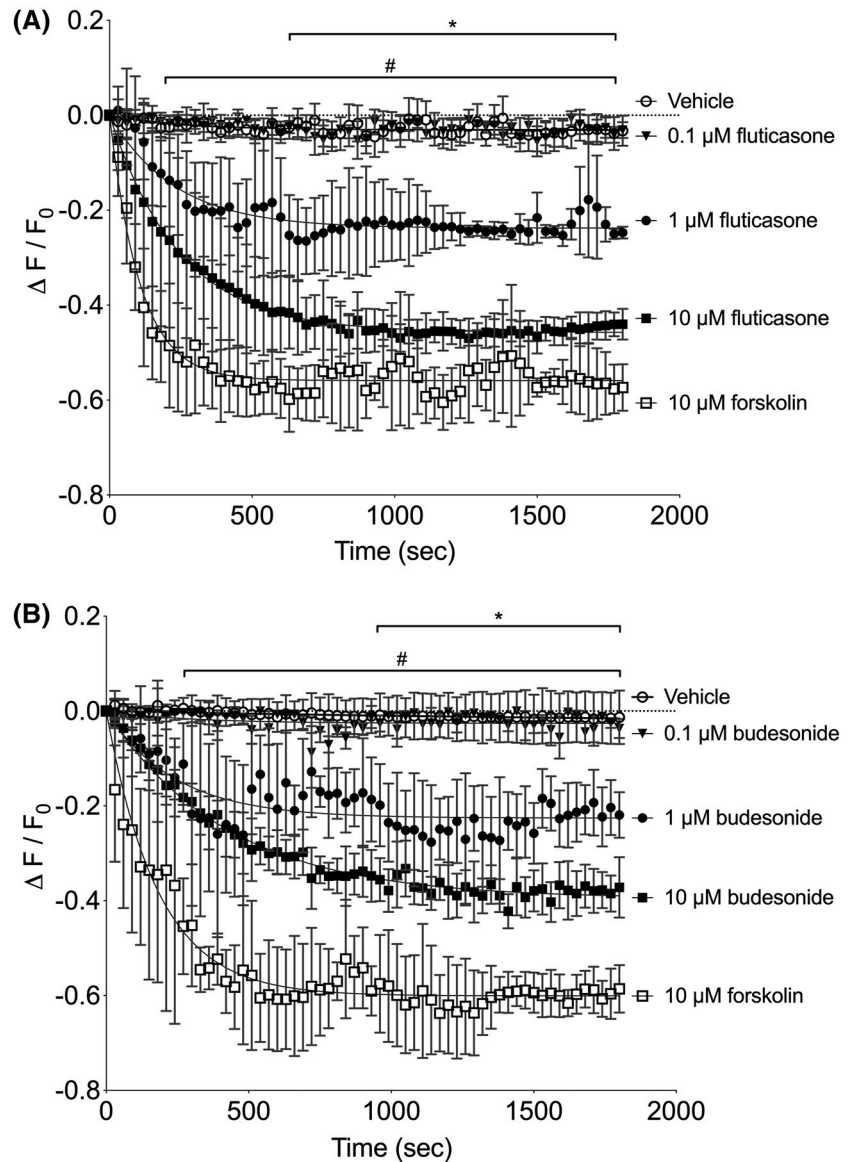 (A)
0.2
*
#
0.0
Vehicle
0.1 µM fluticasone
-0.2
1 µM fluticasone
Δ F / F0
-0.4
10 µM fluticasone
-0.6
10 µM forskolin
-0.8
0 500 1000 1500 2000
Time (sec)
(B)
0.2
*
#
0.0
Vehicle
0.1 µM budesonide
-0.2
1 µM budesonide
Δ F / F0
-0.4
10 µM budesonide
-0.6
10 µM forskolin
-0.8
0 500 1000 1500 2000
Time (sec)